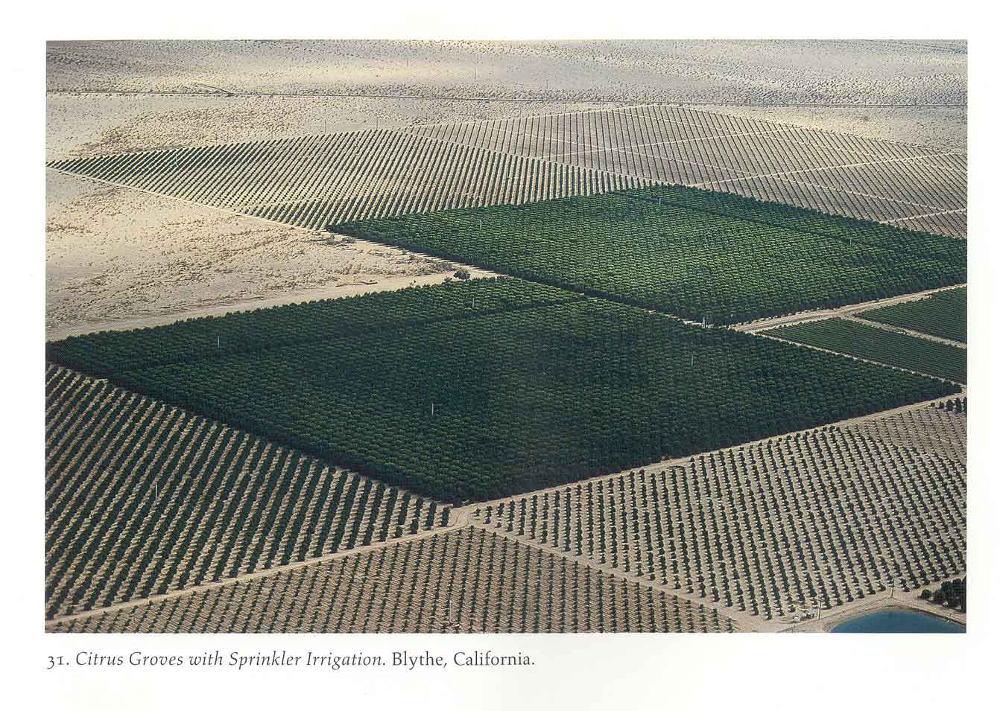 31. Citrus Groves with Sprinkler Irrigation. Blythe, California.